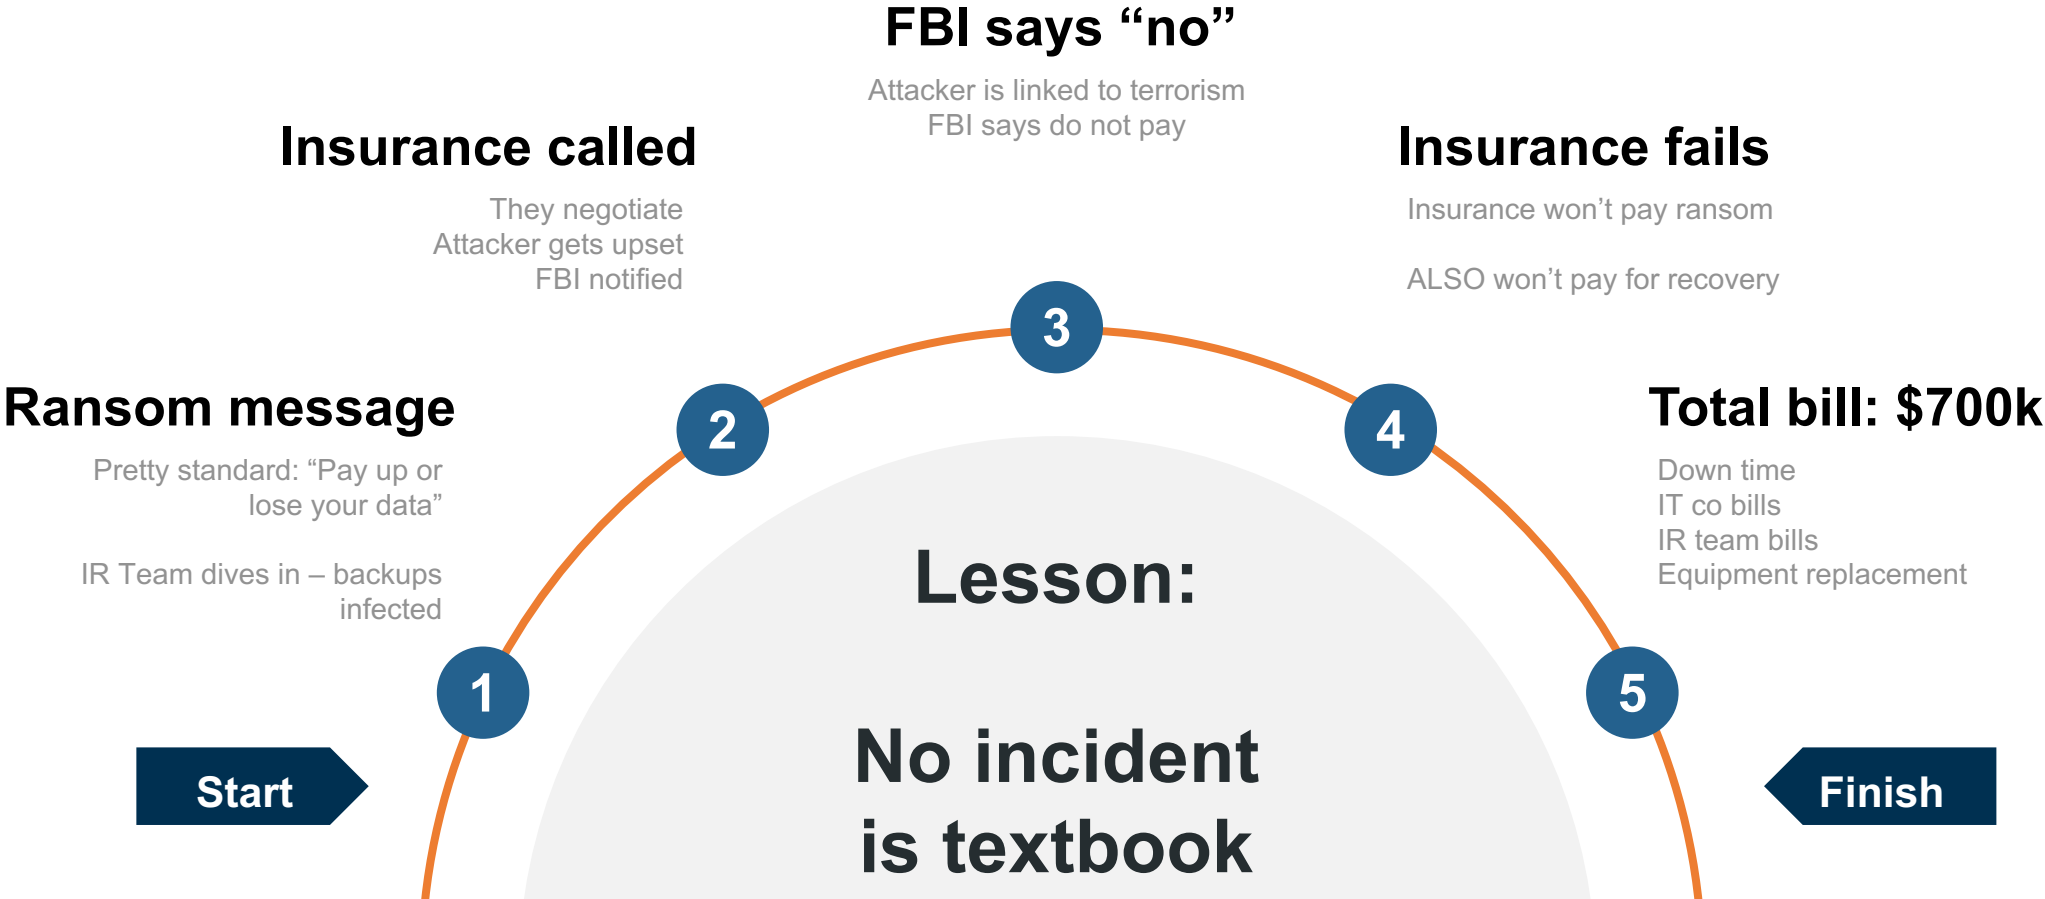 Start
1
Ransom message
Pretty standard: “Pay up or
lose your data”
IR Team dives in – backups
infected
2
Insurance called
They negotiate
Attacker gets upset
FBI notified
3
FBI says “no”
Attacker is linked to terrorism
FBI says do not pay
4
Insurance fails
Insurance won’t pay ransom
ALSO won’t pay for recovery
5
Total bill: $700k
Down time
IT co bills
IR team bills
Equipment replacement
Finish
Lesson:
No incident
is textbook